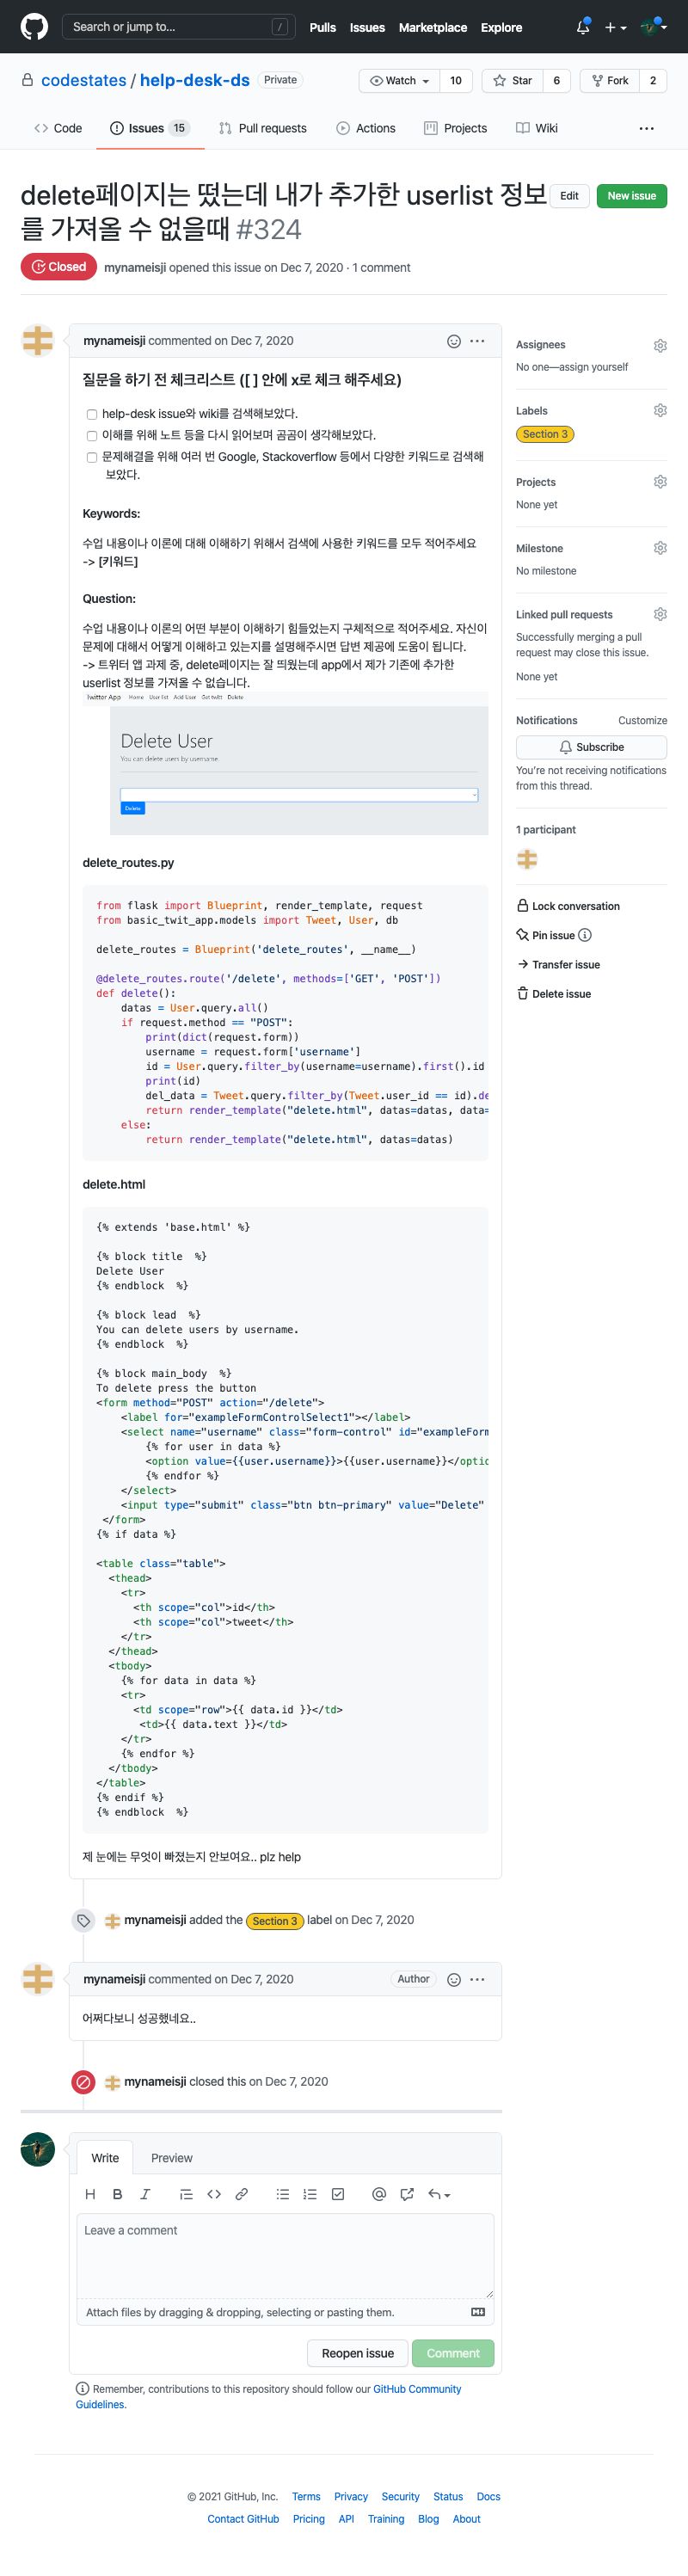 Search or jump to... /
Pulls Issues Marketplace Explore
codestates / help-desk-ds Private
Watch 10 Star 6 Fork 2
Code Issues 15 Pull requests Actions Projects Wiki
delete페이지는 떴는데 내가 추가한 userlist 정보
를 가져올 수 없을때 #324
Edit New issue
Closed mynameisji opened this issue on Dec 7, 2020 · 1 comment
mynameisji commented on Dec 7, 2020
질문을 하기 전 체크리스트 ([ ] 안에 x로 체크 해주세요)
help-desk issue와 wiki를 검색해보았다.
이해를 위해 노트 등을 다시 읽어보며 곰곰이 생각해보았다.
문제해결을 위해 여러 번 Google, Stackoverflow 등에서 다양한 키워드로 검색해
보았다.
Keywords:
수업 내용이나 이론에 대해 이해하기 위해서 검색에 사용한 키워드를 모두 적어주세요
-> [키워드]
Question:
수업 내용이나 이론의 어떤 부분이 이해하기 힘들었는지 구체적으로 적어주세요. 자신이
문제에 대해서 어떻게 이해하고 있는지를 설명해주시면 답변 제공에 도움이 됩니다.
-> 트위터 앱 과제 중, delete페이지는 잘 띄웠는데 app에서 제가 기존에 추가한
userlist 정보를 가져올 수 없습니다.
Twitter App Home User list Add User Get twitt Delete
Delete User
You can delete users by username.
Delete
delete_routes.py
from flask import Blueprint, render_template, request
from basic_twit_app.models import Tweet, User, db
delete_routes = Blueprint('delete_routes', __name__)
@delete_routes.route('/delete', methods=['GET', 'POST'])
def delete():
datas = User.query.all()
if request.method == "POST":
print(dict(request.form))
username = request.form['username']
id = User.query.filter_by(username=username).first().id
print(id)
del_data = Tweet.query.filter_by(Tweet.user_id == id).de
return render_template("delete.html", datas=datas, data=
else:
return render_template("delete.html", datas=datas)
delete.html
{% extends 'base.html' %}
{% block title  %}
Delete User
{% endblock  %}
{% block lead  %}
You can delete users by username.
{% endblock  %}
{% block main_body  %}
To delete press the button
<form method="POST" action="/delete">
<label for="exampleFormControlSelect1"></label>
<select name="username" class="form-control" id="exampleForm
{% for user in data %}
<option value={{user.username}}>{{user.username}}</optic
{% endfor %}
</select>
<input type="submit" class="btn btn-primary" value="Delete"
</form>
{% if data %}
<table class="table">
<thead>
<tr>
<th scope="col">id</th>
<th scope="col">tweet</th>
</tr>
</thead>
<tbody>
{% for data in data %}
<tr>
<td scope="row">{{ data.id }}</td>
<td>{{ data.text }}</td>
</tr>
{% endfor %}
</tbody>
</table>
{% endif %}
{% endblock  %}
제 눈에는 무엇이 빠졌는지 안보여요.. plz help
mynameisji added the Section 3 label on Dec 7, 2020
mynameisji commented on Dec 7, 2020 Author
어쩌다보니 성공했네요..
mynameisji closed this on Dec 7, 2020
Write Preview
Leave a comment
Attach files by dragging & dropping, selecting or pasting them.
Reopen issue Comment
Remember, contributions to this repository should follow our GitHub Community
Guidelines.
Assignees
No one—assign yourself
Labels
Section 3
Projects
None yet
Milestone
No milestone
Linked pull requests
Successfully merging a pull
request may close this issue.
None yet
Notifications Customize
Subscribe
You're not receiving notifications
from this thread.
1 participant
Lock conversation
Pin issue
Transfer issue
Delete issue
© 2021 GitHub, Inc. Terms Privacy Security Status Docs
Contact GitHub Pricing API Training Blog About